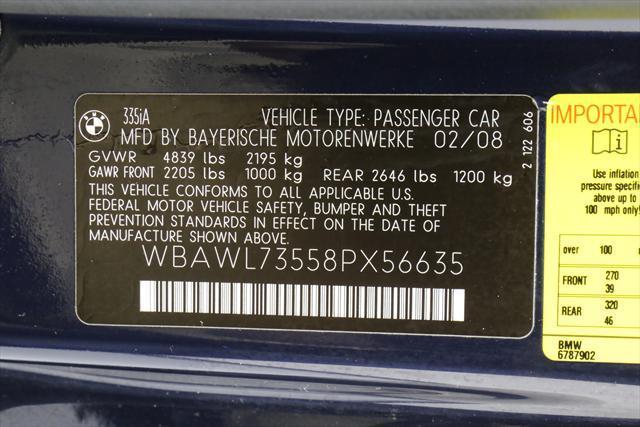 335iA VEHICLE TYPE: PASSENGER CAR
MFD BY BAYERISCHE MOTORENWERKE 02/08
GVWR 4839 lbs 2195 kg
GAWR FRONT 2205 lbs 1000 kg REAR 2646 lbs 1200 kg
THIS VEHICLE CONFORMS TO ALL APPLICABLE U.S.
FEDERAL MOTOR VEHICLE SAFETY, BUMPER AND THEFT
PREVENTION STANDARDS IN EFFECT ON THE DATE OF
MANUFACTURE SHOWN ABOVE.
WBAWL73558PX56635
2 122 606
IMPORTA
Use inflation
pressure specifi
above up to
100 mph only
over 100
FRONT 270
39
REAR 320
46
BMW
6787902